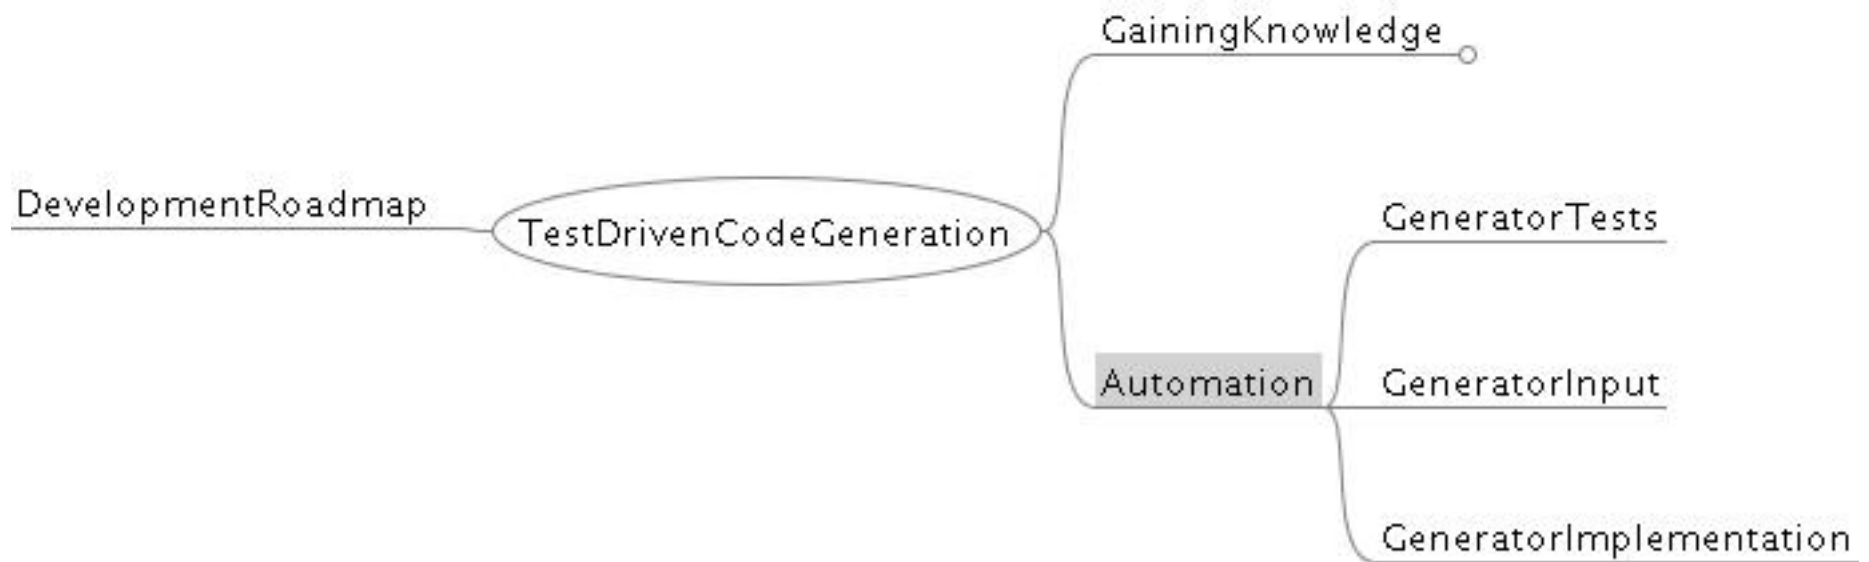 GainingKnowledge
DevelopmentRoadmap
TestDrivenCodeGeneration
GeneratorTests
Automation
GeneratorInput
GeneratorImplementation